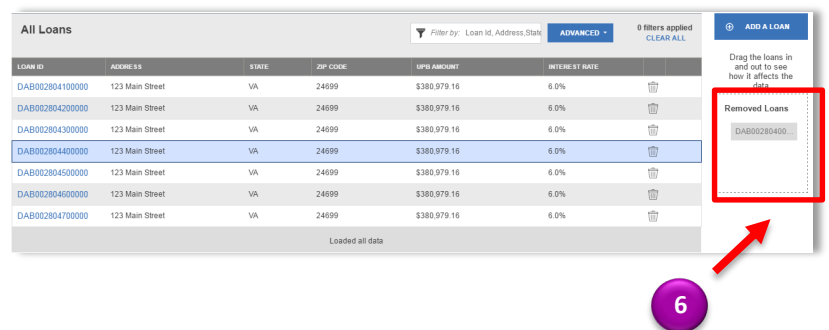 All Loans
Filter by: Loan Id, Address,State
ADVANCED
0 filters applied
CLEAR ALL
ADD A LOAN
Drag the loans in
and out to see
how it affects the
data.
LOAN ID ADDRESS STATE ZIP CODE UPB AMOUNT INTEREST RATE
DAB002804100000 123 Main Street VA 24699 $380,979.16 6.0%
DAB002804200000 123 Main Street VA 24699 $380,979.16 6.0%
DAB002804300000 123 Main Street VA 24699 $380,979.16 6.0%
DAB002804400000 123 Main Street VA 24699 $380,979.16 6.0%
DAB002804500000 123 Main Street VA 24699 $380,979.16 6.0%
DAB002804600000 123 Main Street VA 24699 $380,979.16 6.0%
DAB002804700000 123 Main Street VA 24699 $380,979.16 6.0%
Loaded all data
Removed Loans
DAB00280400...
6